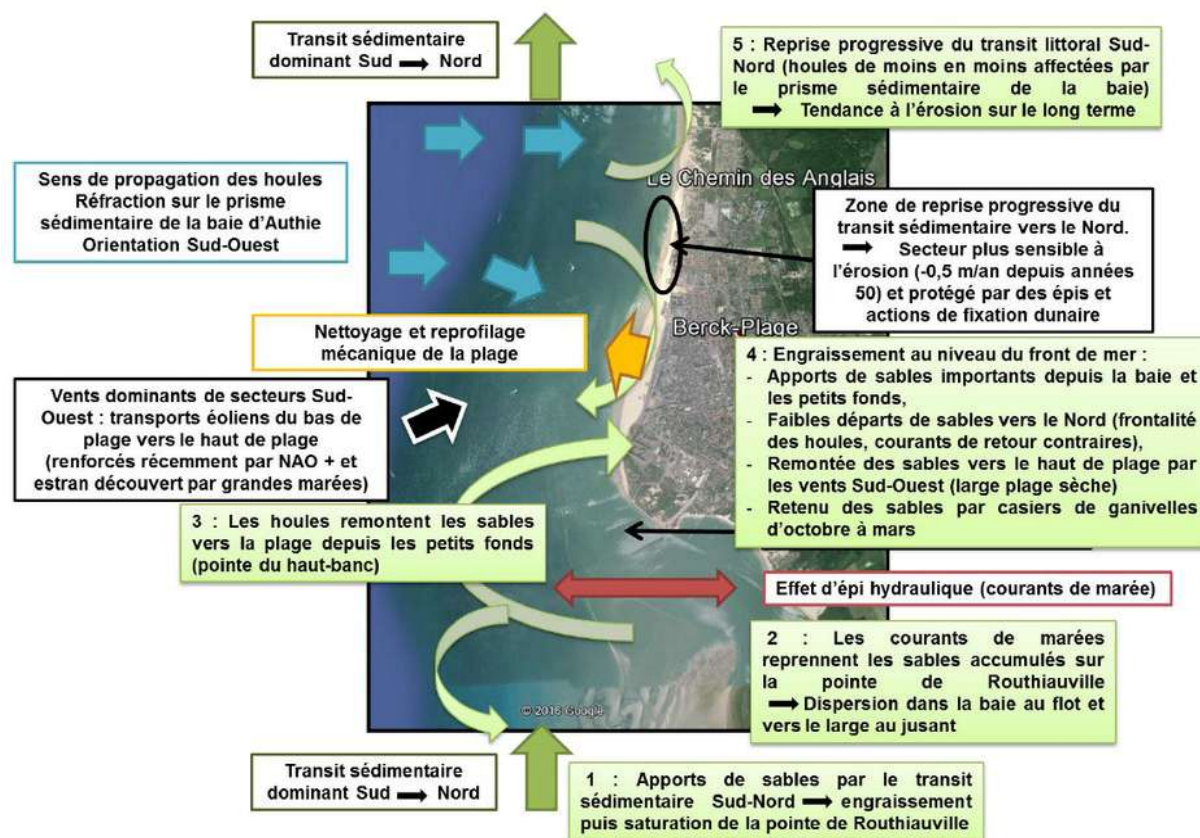 Transit sédimentaire
dominant Sud ➡ Nord
5 : Reprise progressive du transit littoral Sud-
Nord (houles de moins en moins affectées par
le prisme sédimentaire de la baie)
➡ Tendance à l'érosion sur le long terme
Sens de propagation des houles
Réfraction sur le prisme
sédimentaire de la baie d'Authie
Orientation Sud-Ouest
Le Chemin des Anglais
Zone de reprise progressive du
transit sédimentaire vers le Nord.
➡ Secteur plus sensible à
l'érosion (-0,5 m/an depuis années
50) et protégé par des épis et
actions de fixation dunaire
Nettoyage et reprofilage
mécanique de la plage
Berck-Plage
Vents dominants de secteurs Sud-
Ouest : transports éoliens du bas de
plage vers le haut de plage
(renforcés récemment par NAO + et
estran découvert par grandes marées)
4 : Engraissement au niveau du front de mer :
- Apports de sables importants depuis la baie et
les petits fonds,
- Faibles départs de sables vers le Nord (frontalité
des houles, courants de retour contraires),
- Remontée des sables vers le haut de plage par
les vents Sud-Ouest (large plage sèche)
- Retenu des sables par casiers de ganivelles
d'octobre à mars
3 : Les houles remontent les sables
vers la plage depuis les petits fonds
(pointe du haut-banc)
Effet d'épi hydraulique (courants de marée)
2 : Les courants de marées
reprennent les sables accumulés sur
la pointe de Routhiauville
➡ Dispersion dans la baie au flot et
vers le large au jusant
© 2016 Google
Transit sédimentaire
dominant Sud ➡ Nord
1 : Apports de sables par le transit
sédimentaire Sud-Nord ➡ engraissement
puis saturation de la pointe de Routhiauville